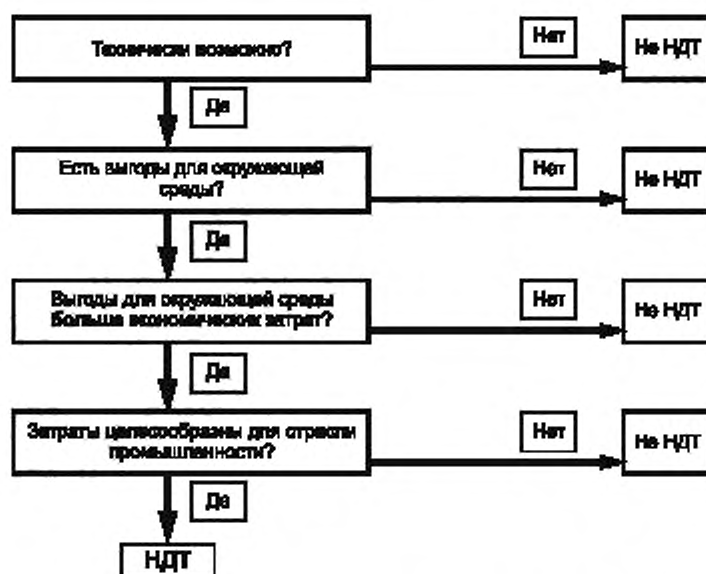 Технически возможно?
Нет
Не НДТ
Да
Есть выгоды для окружающей
среды?
Нет
Не НДТ
Да
Выгоды для окружающей среды
больше экономических затрат?
Нет
Не НДТ
Да
Затраты целесообразны для отрасли
промышленности?
Нет
Не НДТ
Да
НДТ